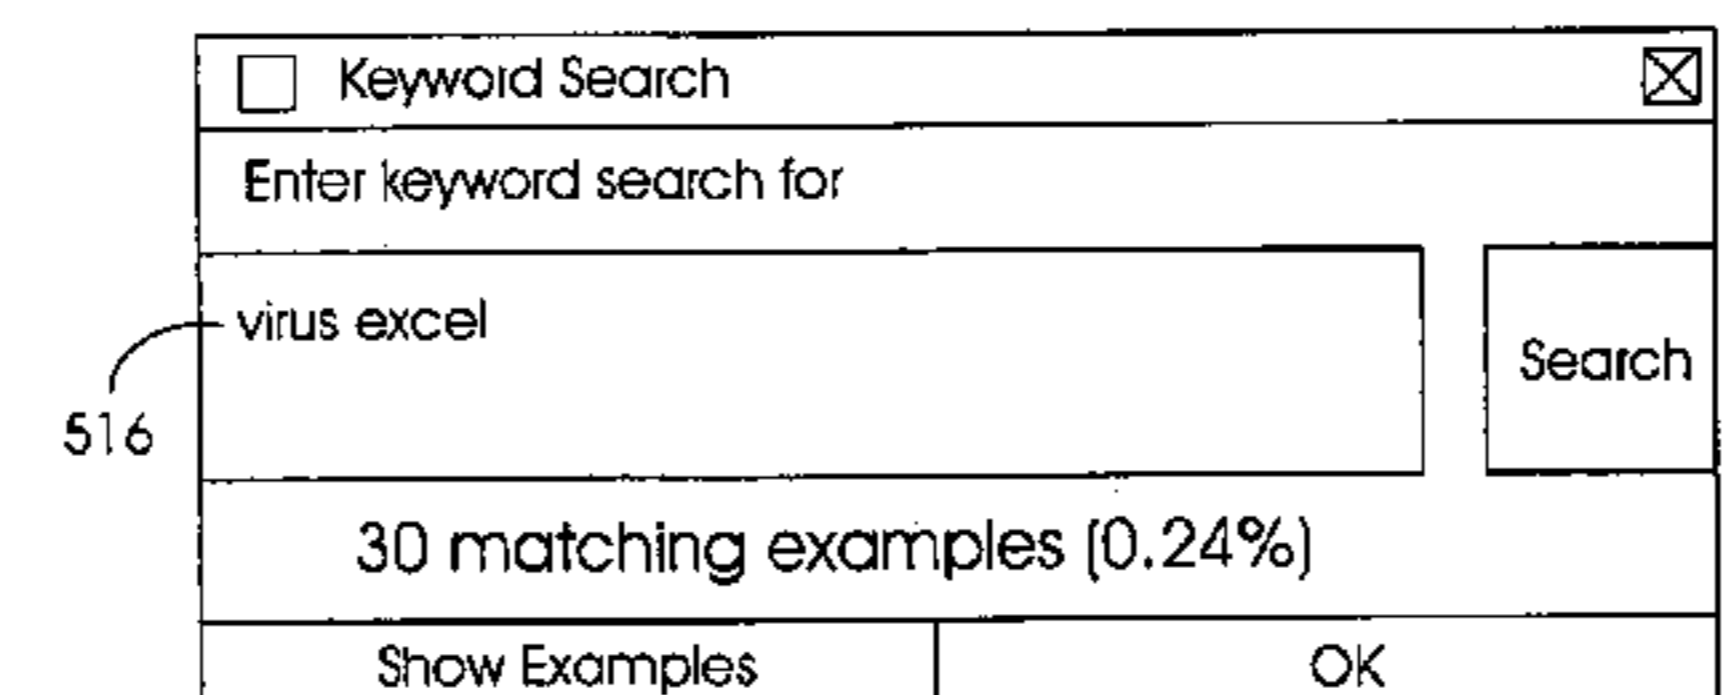 Keyword Search
Enter keyword search for
virus excel
Search
516
30 matching examples (0.24%)
Show Examples
OK